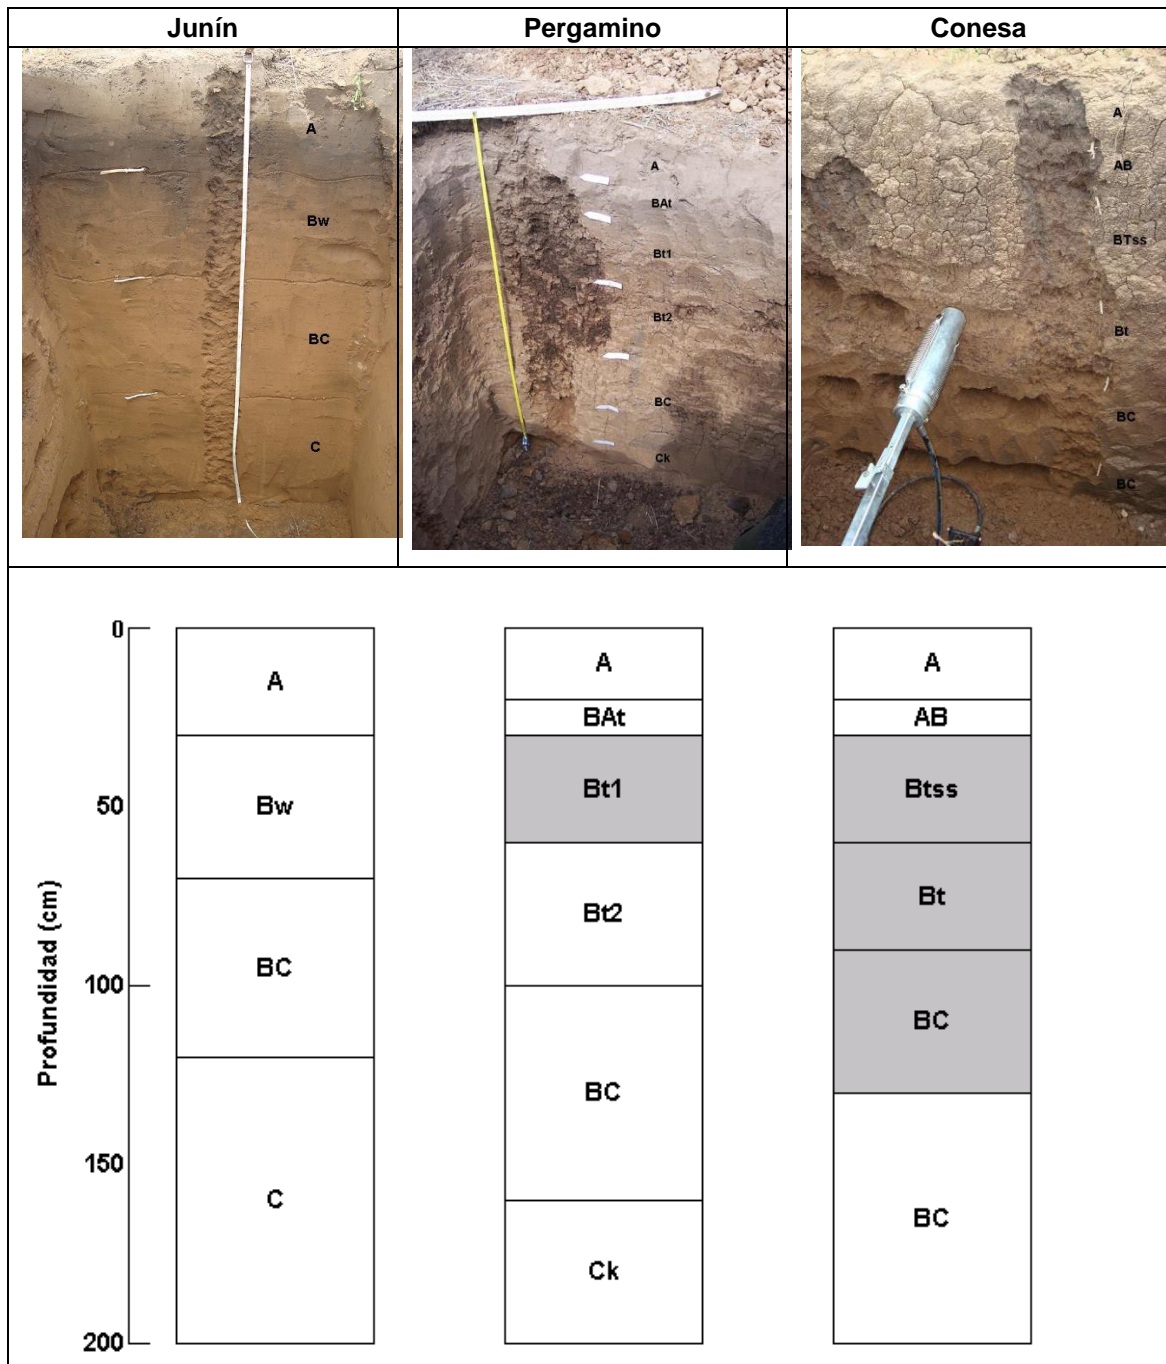 Junín
Pergamino
Conesa
A
Bw
BC
C
A
BAt
Bt1
Bt2
BC
Ck
A
AB
BTss
Bt
BC
BC
Profundidad (cm)
0
50
100
150
200
A
Bw
BC
C
A
BAt
Bt1
Bt2
BC
Ck
A
AB
Btss
Bt
BC
BC